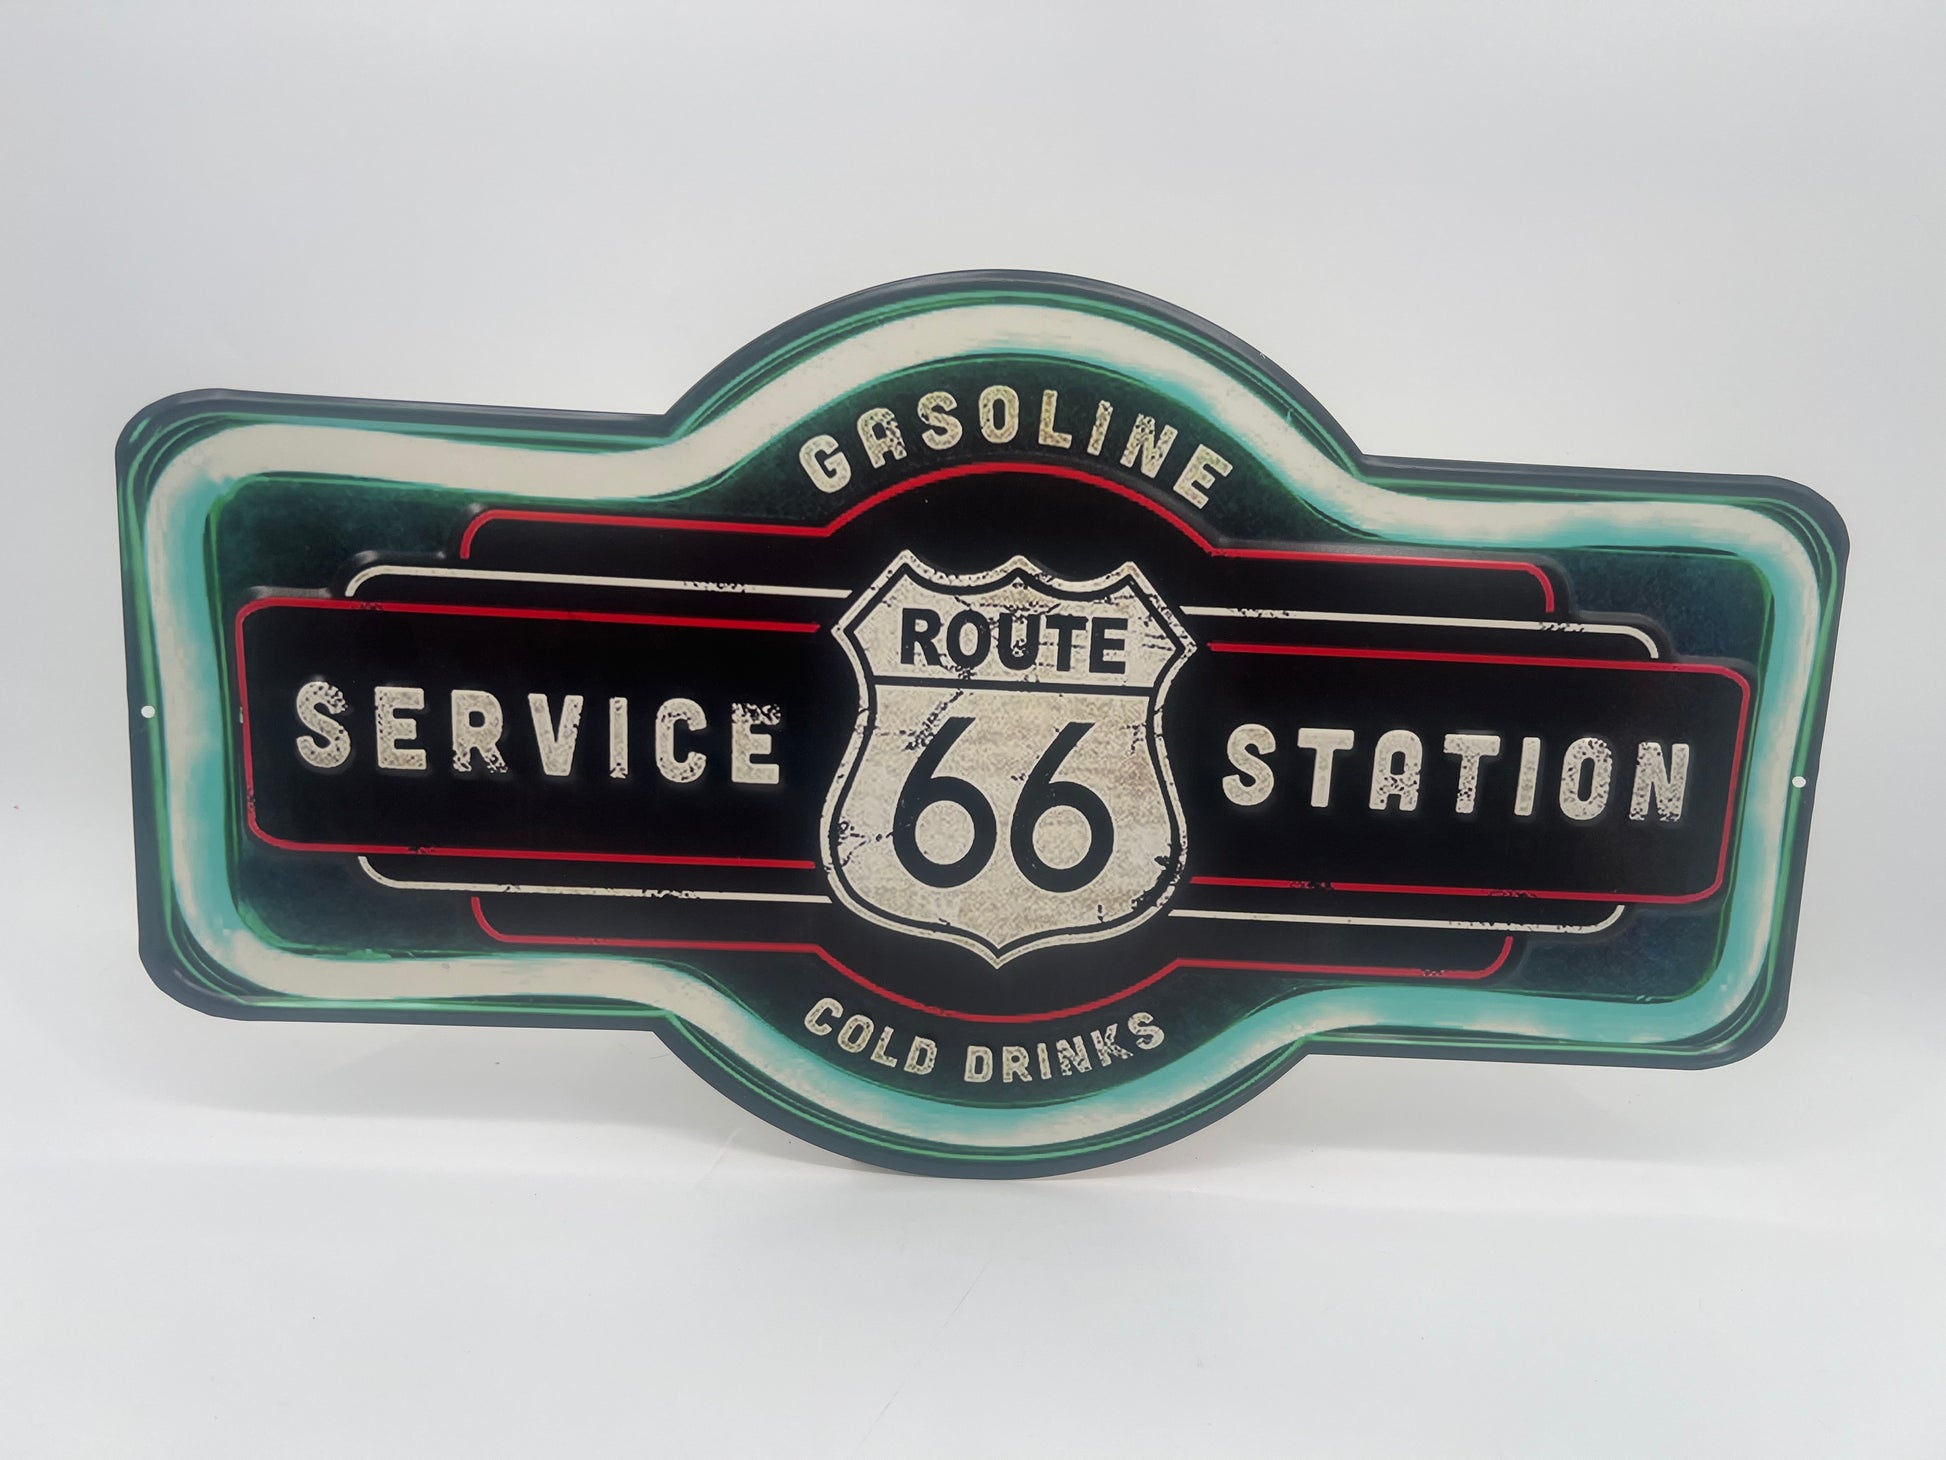 GASOLINE
ROUTE
SERVICE 66 STATION
COLD DRINKS